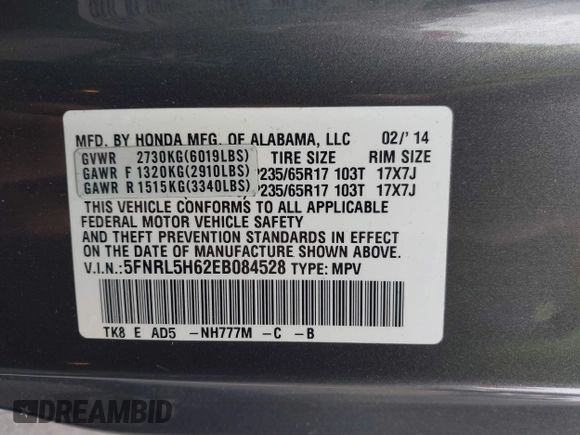 MFD. BY HONDA MFG. OF ALABAMA, LLC 02/'14
GVWR 2730KG(6019LBS) TIRE SIZE RIM SIZE
GAWR F 1320KG(2910LBS) P235/65R17 103T 17X7J
GAWR R 1515KG(3340LBS) P235/65R17 103T 17X7J
THIS VEHICLE CONFORMS TO ALL APPLICABLE
FEDERAL MOTOR VEHICLE SAFETY
AND THEFT PREVENTION STANDARDS IN EFFECT
ON THE DATE OF MANUFACTURE SHOWN ABOVE.
V.I.N.:5FNRL5H62EB084528 TYPE: MPV
TK8 E AD5 -NH777M -C -B
DREAMBID